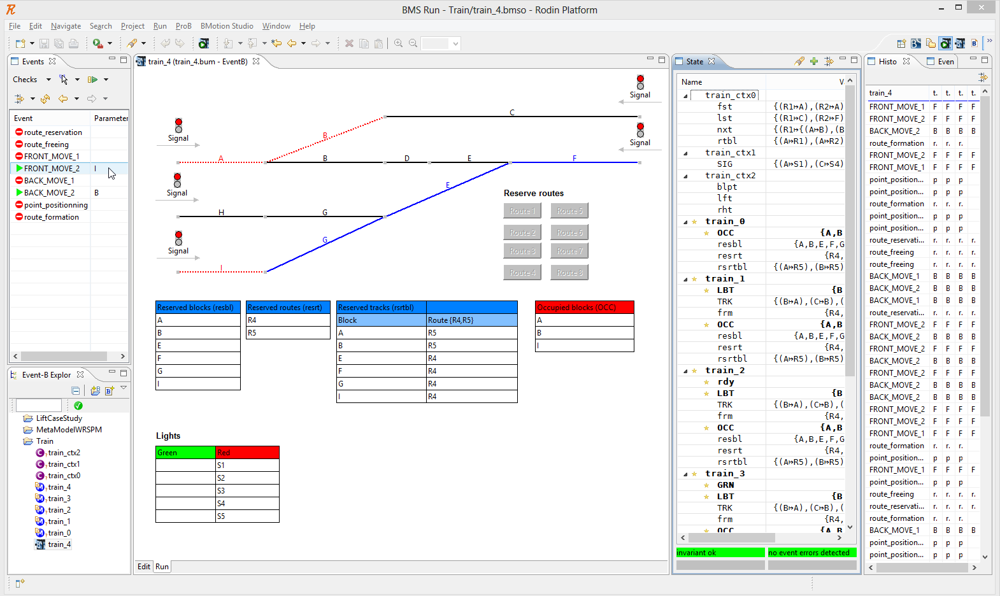 BMS Run - Train/train_4.bmso - Rodin Platform
File Edit Navigate Search Project Run ProB BMotion Studio Window Help
Events
Checks
Event Parameter
route_reservation
route_freeing
FRONT_MOVE_1
FRONT_MOVE_2 I
BACK_MOVE_1
BACK_MOVE_2 B
point_positionning
route_formation
Event-B Explor
LiftCaseStudy
MetaModelWRSPM
Train
train_ctx2
train_ctx1
train_ctx0
train_4
train_3
train_2
train_1
train_0
train_4
train_4 (train_4.bum - EventB)
Signal
C
Signal
B
Signal
A B D E F
Signal
E
H G
Signal
G
I
Reserve routes
Route 1 Route 5
Route 2 Route 6
Route 3 Route 7
Route 4 Route 8
Reserved blocks (resbl)
A
B
E
F
G
I
Reserved routes (resrt)
R4
R5
Reserved tracks (rsrtbl)
Block Route {R4,R5}
A R5
B R5
E R4
F R4
G R4
I R4
Occupied blocks (OCC)
A
B
I
Lights
Green Red
S1
S2
S3
S4
S5
Edit Run
State
Name V.
train_ctx0
fst {(R1↦A),(R2↦A)
lst {(R1↦C),(R2↦F)
nxt {(R1↦{(A↦B),(B
rtbl {(A↦R1),(A↦R2)
train_ctx1
SIG {(A↦S1),(C↦S4)
train_ctx2
blpt
lft
rht
train_0
OCC {A,B
resbl {A,B,E,F,G
resrt {R4,
rsrtbl {(A↦R5),(B↦R5)
train_1
LBT {B
TRK {(B↦A),(C↦B),(
frm {R4,
OCC {A,B
resbl {A,B,E,F,G
resrt {R4,
rsrtbl {(A↦R5),(B↦R5)
train_2
rdy
LBT {B
TRK {(B↦A),(C↦B),(
frm {R4,
OCC {A,B
resbl {A,B,E,F,G
resrt {R4,
rsrtbl {(A↦R5),(B↦R5)
train_3
GRN
LBT {B
TRK {(B↦A),(C↦B),(
frm {R4,
OCC {A,B
invariant ok no event errors detected
Histo Even
train_4 t. t. t. t.
FRONT_MOVE_1 F F F F
FRONT_MOVE_2 F F F F
BACK_MOVE_2 B B B B
route_formation r. r. r.
FRONT_MOVE_2 F F F F
FRONT_MOVE_1 F F F F
point_position... p p p
point_position... p p p
route_formation r. r. r.
point_position... p p p
point_position... p p p
route_reservati... r. r. r. r.
route_freeing r. r. r. r.
route_freeing r. r. r. r.
BACK_MOVE_1 B B B B
BACK_MOVE_2 B B B B
BACK_MOVE_1 B B B B
route_reservati... r. r. r. r.
FRONT_MOVE_2 F F F F
BACK_MOVE_2 B B B B
FRONT_MOVE_2 F F F F
BACK_MOVE_2 B B B B
FRONT_MOVE_2 F F F F
BACK_MOVE_2 B B B B
BACK_MOVE_2 B B B B
FRONT_MOVE_2 F F F F
FRONT_MOVE_2 F F F F
FRONT_MOVE_1 F F F F
route_formation r. r. r.
point_position... p p p
FRONT_MOVE_1 F F F F
point_position... p p p
route_freeing r. r. r. r.
route_reservati... r. r. r. r.
route_formation r. r. r.
BACK_MOVE_1 B B B B
point_position... p p p
point_position... p p p